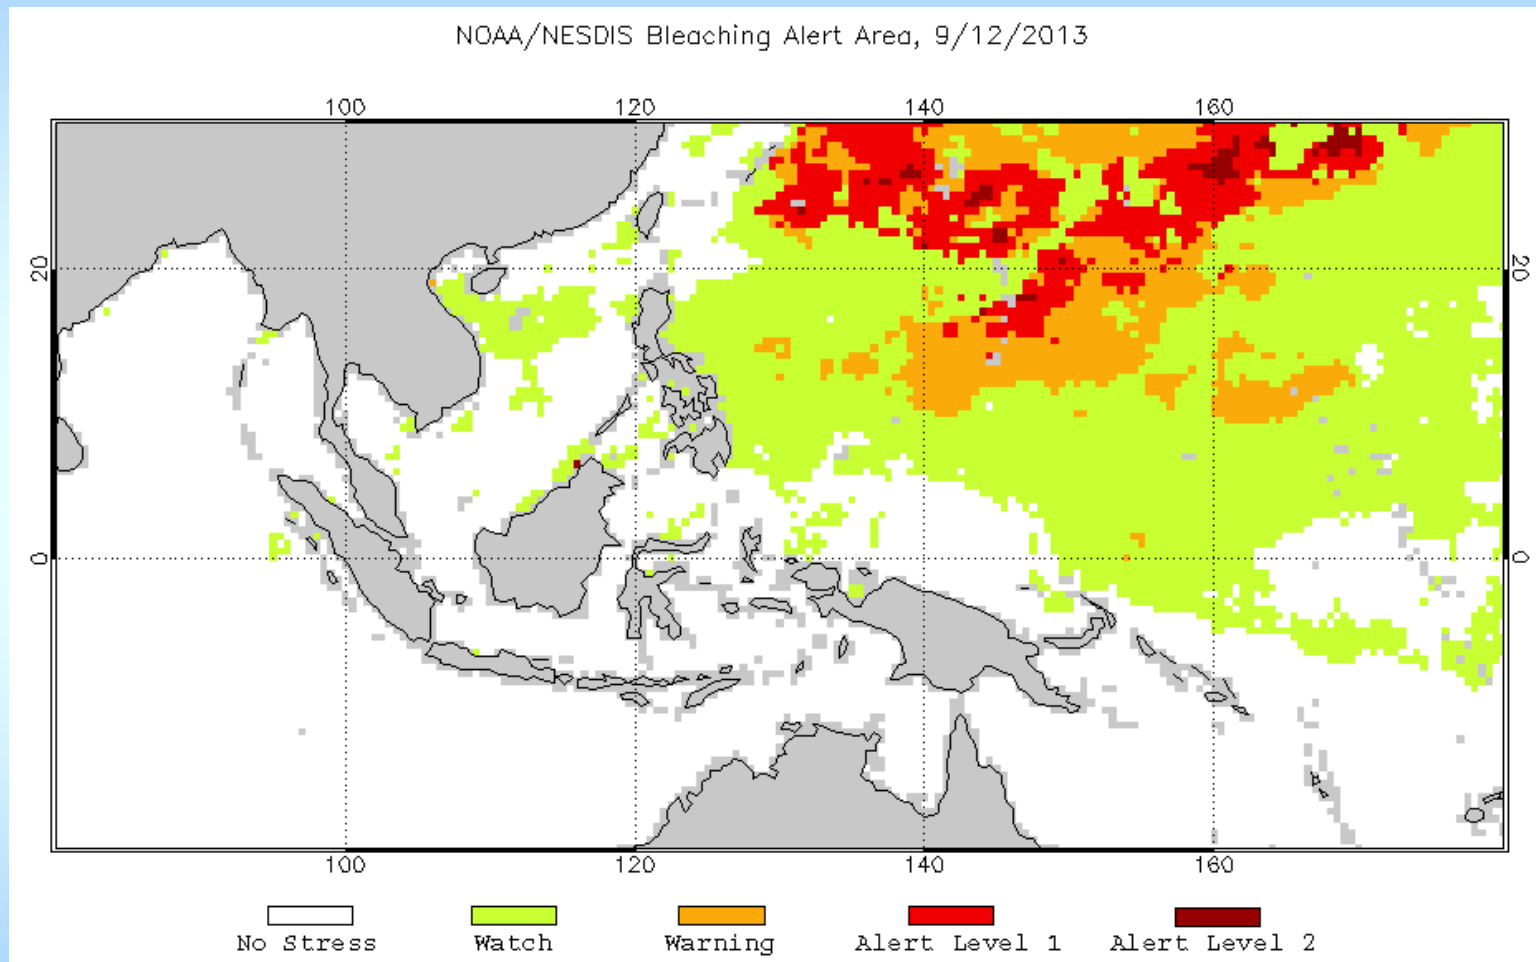 NOAA/NESDIS Bleaching Alert Area, 9/12/2013
100 120 140 160
20 20
0 0
100 120 140 160
No Stress Watch Warning Alert Level 1 Alert Level 2